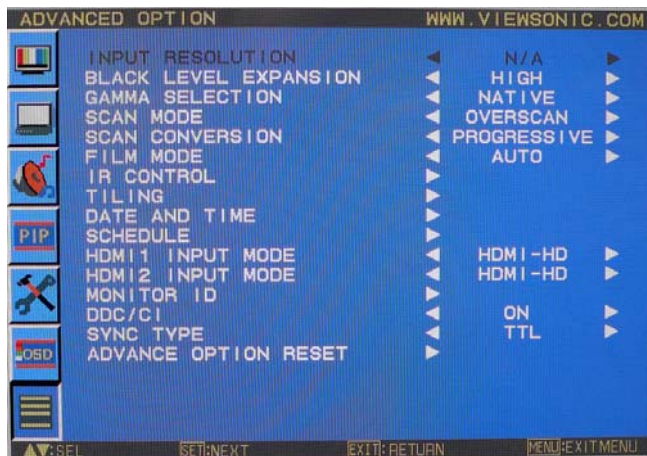 ADVANCED OPTION WWW.VIEWSONIC.COM
INPUT RESOLUTION N/A
BLACK LEVEL EXPANSION HIGH
GAMMA SELECTION NATIVE
SCAN MODE OVERSCAN
SCAN CONVERSION PROGRESSIVE
FILM MODE AUTO
IR CONTROL
TILING
DATE AND TIME
PIP SCHEDULE
HDMI1 INPUT MODE HDMI-HD
HDMI2 INPUT MODE HDMI-HD
MONITOR ID
DDC/CI ON
SYNC TYPE TTL
OSD ADVANCE OPTION RESET
▲▼:SEL SET:NEXT EXIT:RETURN MENU:EXITMENU